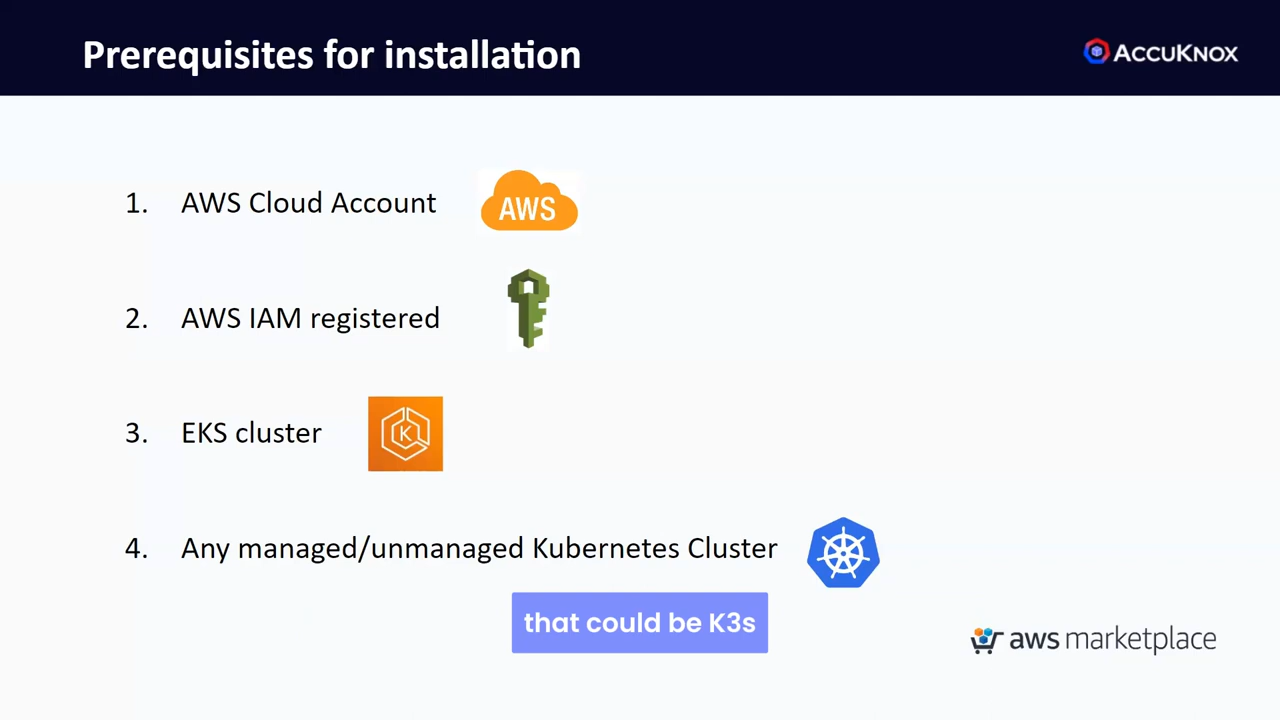 Prerequisites for installation
ACCUKNOX
1. AWS Cloud Account
AWS
2. AWS IAM registered
3. EKS cluster
K
4. Any managed/unmanaged Kubernetes Cluster
that could be K3s
aws marketplace